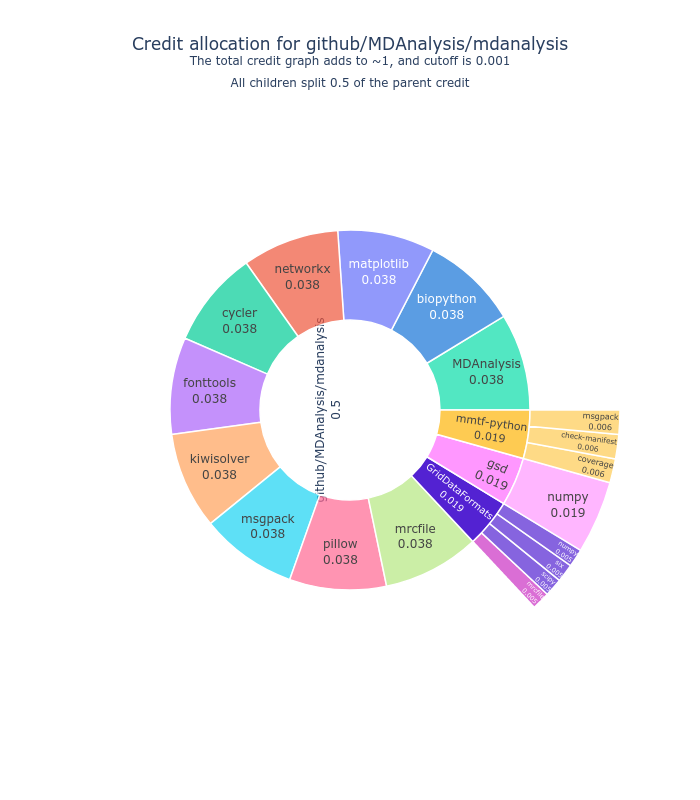 Credit allocation for github/MDAnalysis/mdanalysis
The total credit graph adds to ~1, and cutoff is 0.001
All children split 0.5 of the parent credit
networkx
0.038
matplotlib
0.038
biopython
0.038
cycler
0.038
MDAnalysis
0.038
fonttools
0.038
github/MDAnalysis/mdanalysis
0.5
mmtf-python
0.019
msgpack
0.006
check-manifest
0.006
coverage
0.006
gsd
0.019
numpy
0.019
kiwisolver
0.038
GridDataFormats
0.019
msgpack
0.038
mrcfile
0.038
pillow
0.038
numpy
0.005
six
0.005
scipy
0.005
mrcfile
0.005